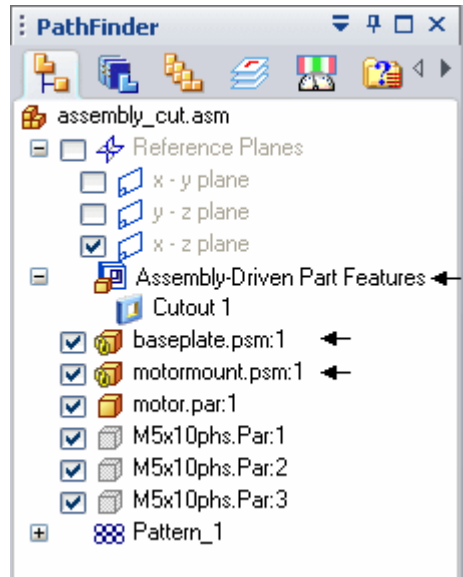 PathFinder
assembly_cut.asm
Reference Planes
x - y plane
y - z plane
x - z plane
Assembly-Driven Part Features
Cutout 1
baseplate.psm:1
motormount.psm:1
motor.par:1
M5x10phs.Par:1
M5x10phs.Par:2
M5x10phs.Par:3
Pattern_1